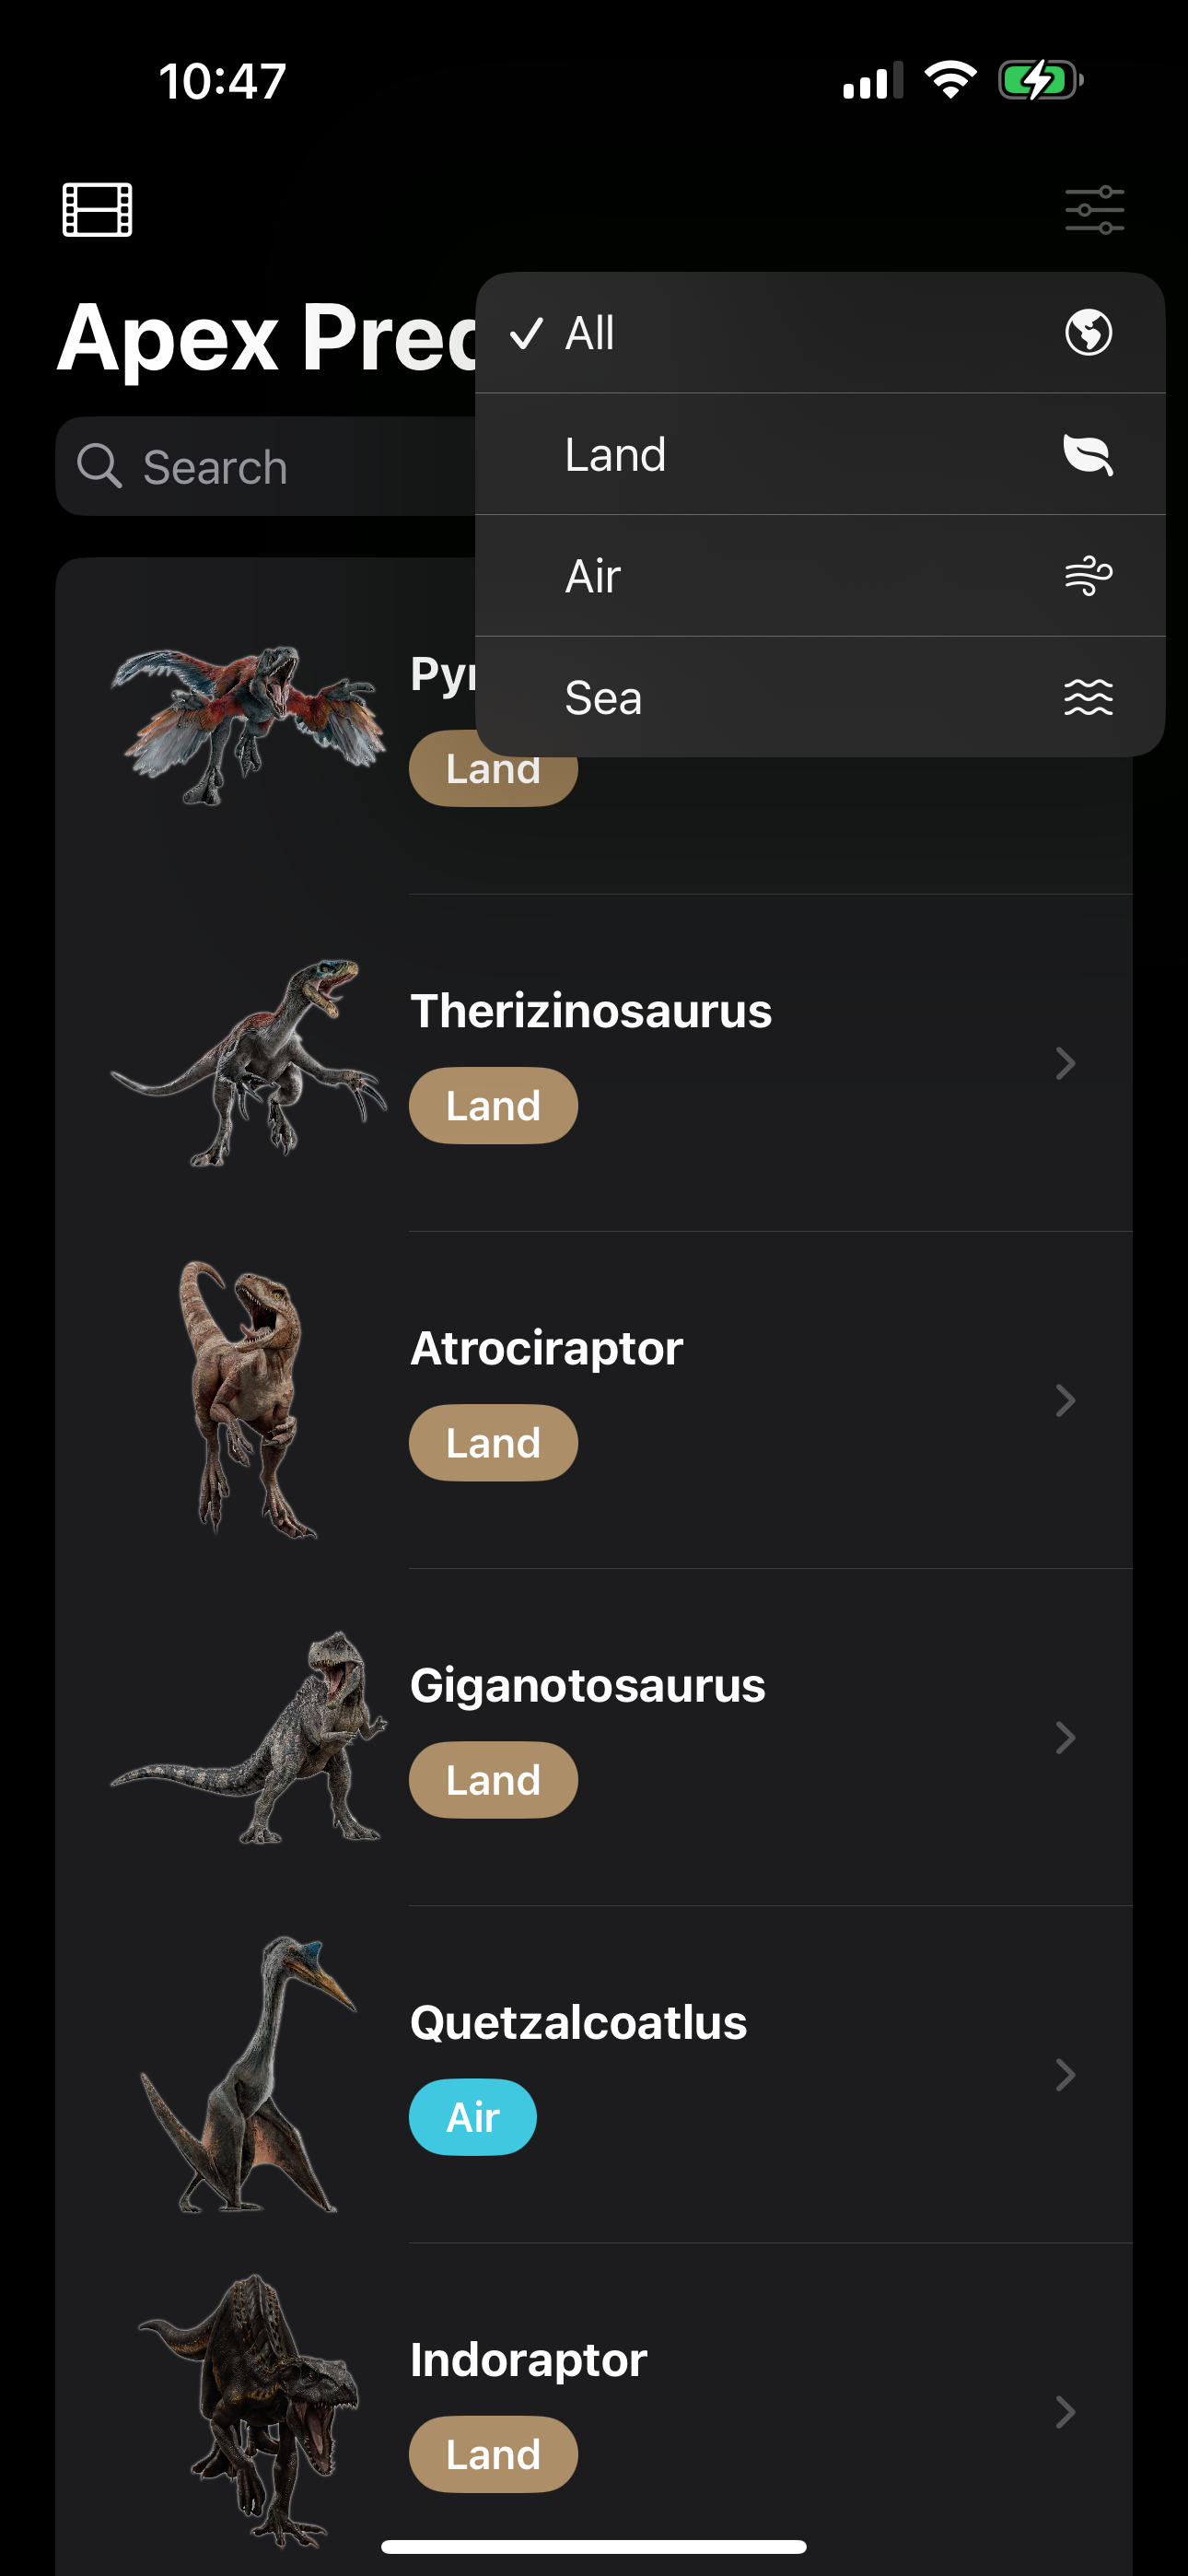 10:47
Apex Pred
All
Land
Air
Sea
Search
Pyr
Land
Therizinosaurus
Land
Atrociraptor
Land
Giganotosaurus
Land
Quetzalcoatlus
Air
Indoraptor
Land